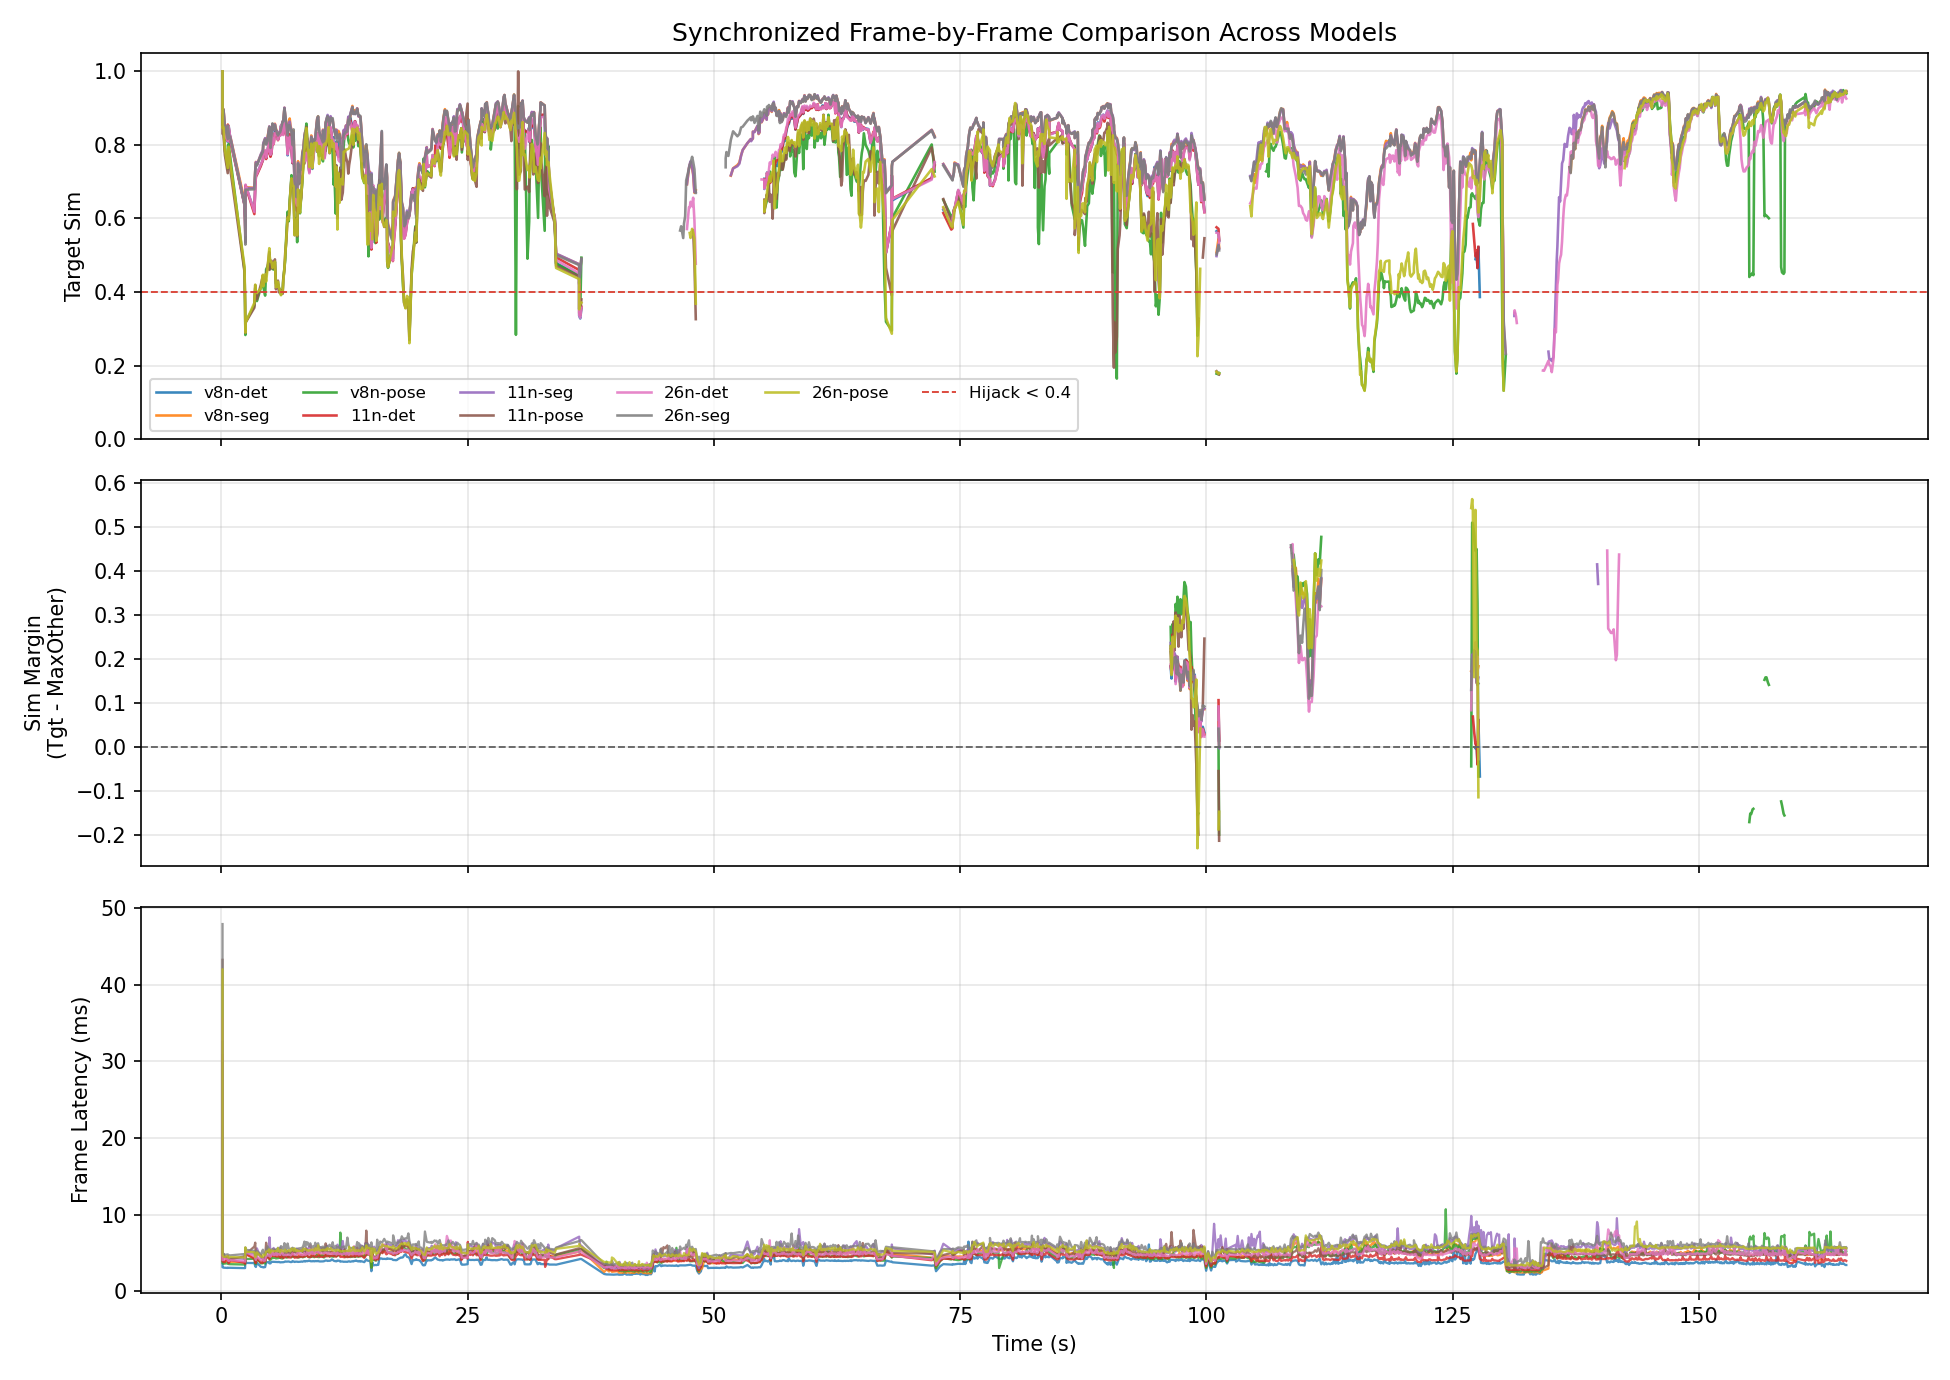 Synchronized Frame-by-Frame Comparison Across Models
Target Sim
1.0
0.8
0.6
0.4
0.2
0.0
v8n-det
v8n-seg
v8n-pose
11n-det
11n-seg
11n-pose
26n-det
26n-seg
26n-pose
Hijack < 0.4
Sim Margin
(Tgt - MaxOther)
0.6
0.5
0.4
0.3
0.2
0.1
0.0
−0.1
−0.2
Frame Latency (ms)
50
40
30
20
10
0
0 25 50 75 100 125 150
Time (s)